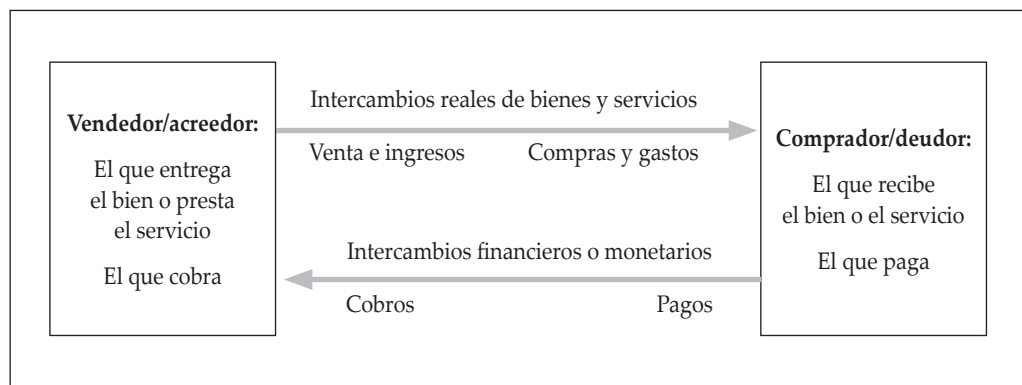 Vendedor/acreedor:
El que entrega
el bien o presta
el servicio
El que cobra
Intercambios reales de bienes y servicios
Venta e ingresos
Compras y gastos
Intercambios financieros o monetarios
Cobros
Pagos
Comprador/deudor:
El que recibe
el bien o el servicio
El que paga